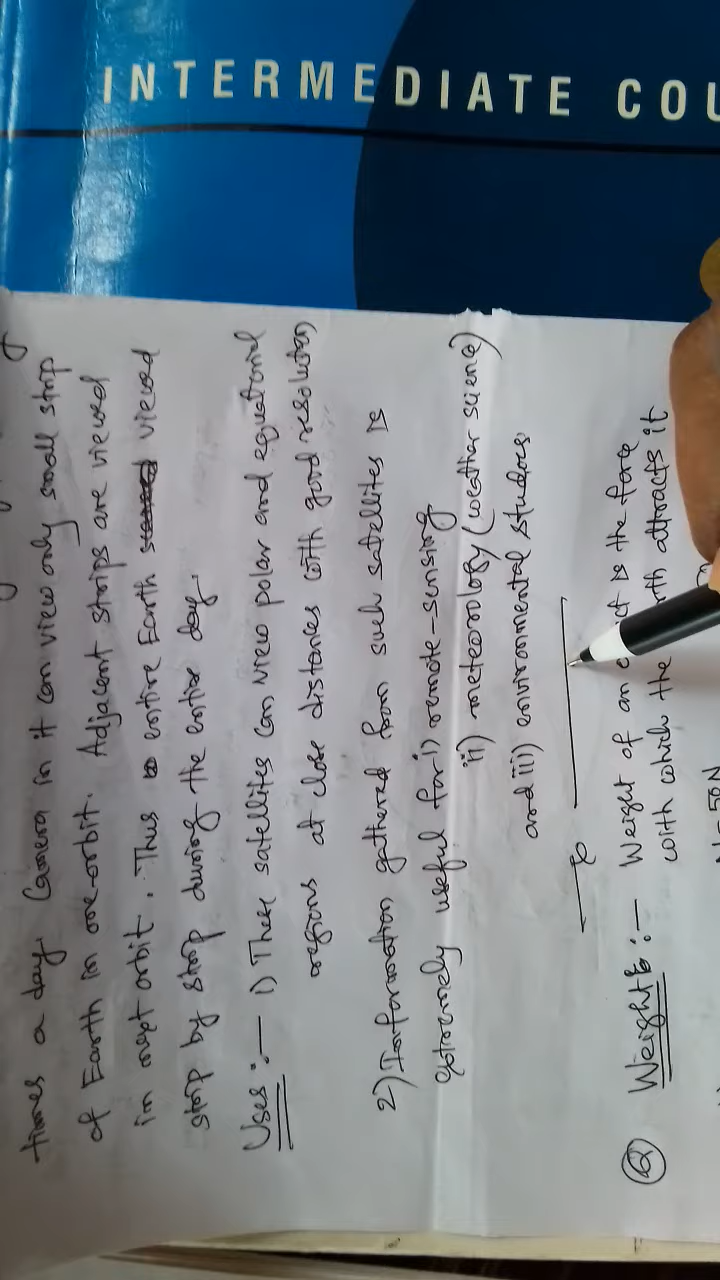 INTERMEDIATE COU
times a day. Camera in it can view only small strip
of Earth in one orbit. Adjacent strips are viewed
in next orbit. Thus entire Earth viewed
strip by strip during the entire day.
Uses :— 1) These satellites can view polar and equatorial
regions at close distances with good resolution
2) Information gathered from such satellites is
extremely useful for i) remote-sensing
ii) meteorology (weather science)
and iii) environmental studies
Q Weight :— Weight of an ct is the force
with which the rth attracts it
50N